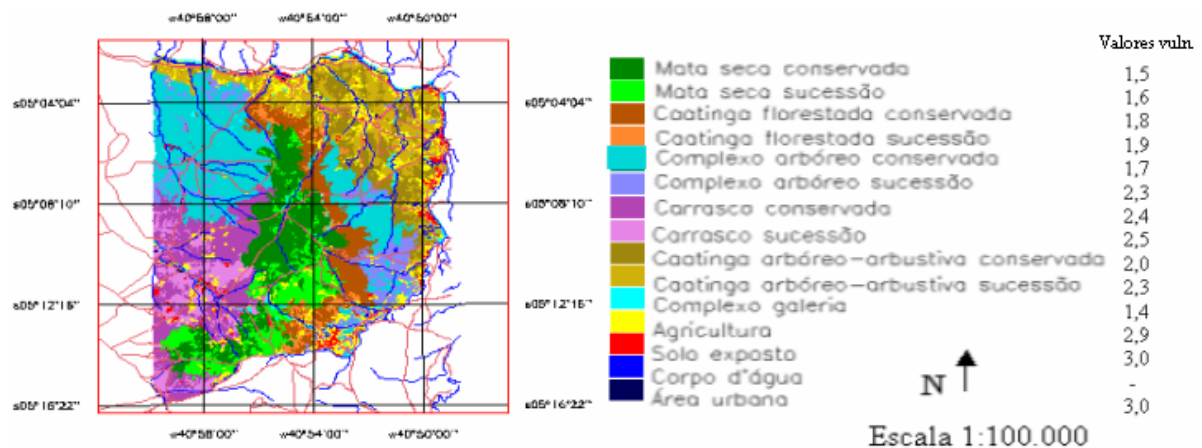 w40°58'00'' w40°54'00'' w40°50'00''
s05°04'04'' s05°04'04''
s05°08'10'' s05°08'10''
s05°12'16'' s05°12'16''
s05°16'22'' s05°16'22''
w40°58'00'' w40°54'00'' w40°50'00''
Valores vuln.
Mata seca conservada 1,5
Mata seca sucessão 1,6
Caatinga florestada conservada 1,8
Caatinga florestada sucessão 1,9
Complexo arbóreo conservada 1,7
Complexo arbóreo sucessão 2,3
Carrasco conservada 2,4
Carrasco sucessão 2,5
Caatinga arbóreo-arbustiva conservada 2,0
Caatinga arbóreo-arbustiva sucessão 2,3
Complexo galeria 1,4
Agricultura 2,9
Solo exposto 3,0
Corpo d'água -
Área urbana 3,0
N
Escala 1:100.000